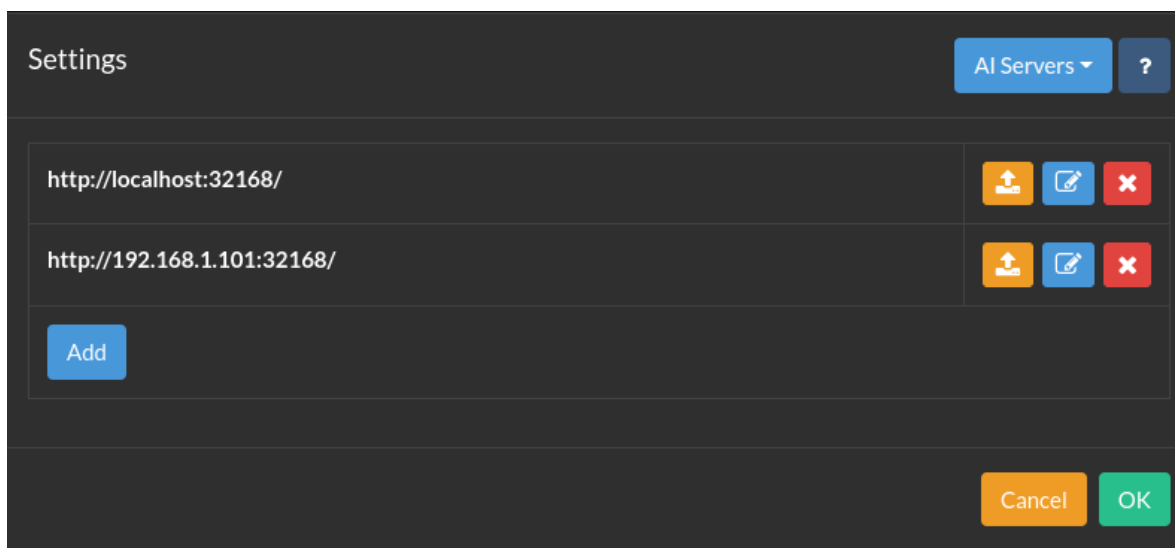 Settings
AI Servers
?
http://localhost:32168/
http://192.168.1.101:32168/
Add
Cancel
OK